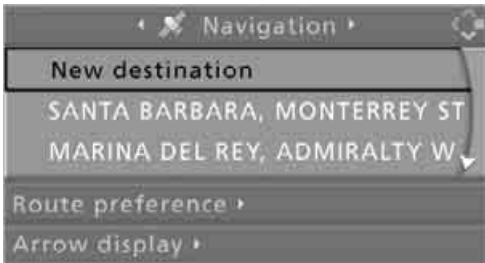 Navigation
New destination
SANTA BARBARA, MONTERREY ST
MARINA DEL REY, ADMIRALTY W
Route preference
Arrow display